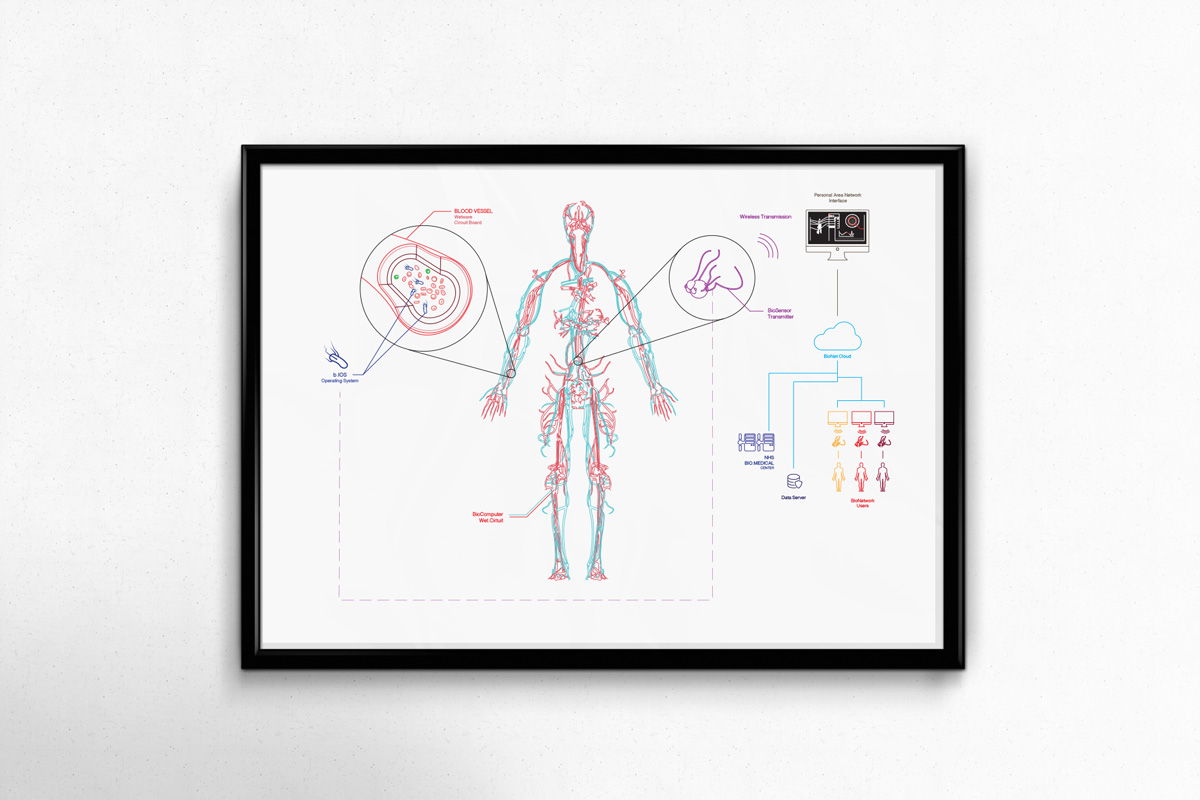 Personal Area Network
Interface
BLOOD VESSEL
Wetware
Circuit Board
Wireless Transmission
BioSensor
Transmitter
BioNet Cloud
b.IOS
Operating System
NHS
BIO.MEDICAL
CENTER
Data Server
BioNetwork
Users
BioComputer
Wet Cirtuit